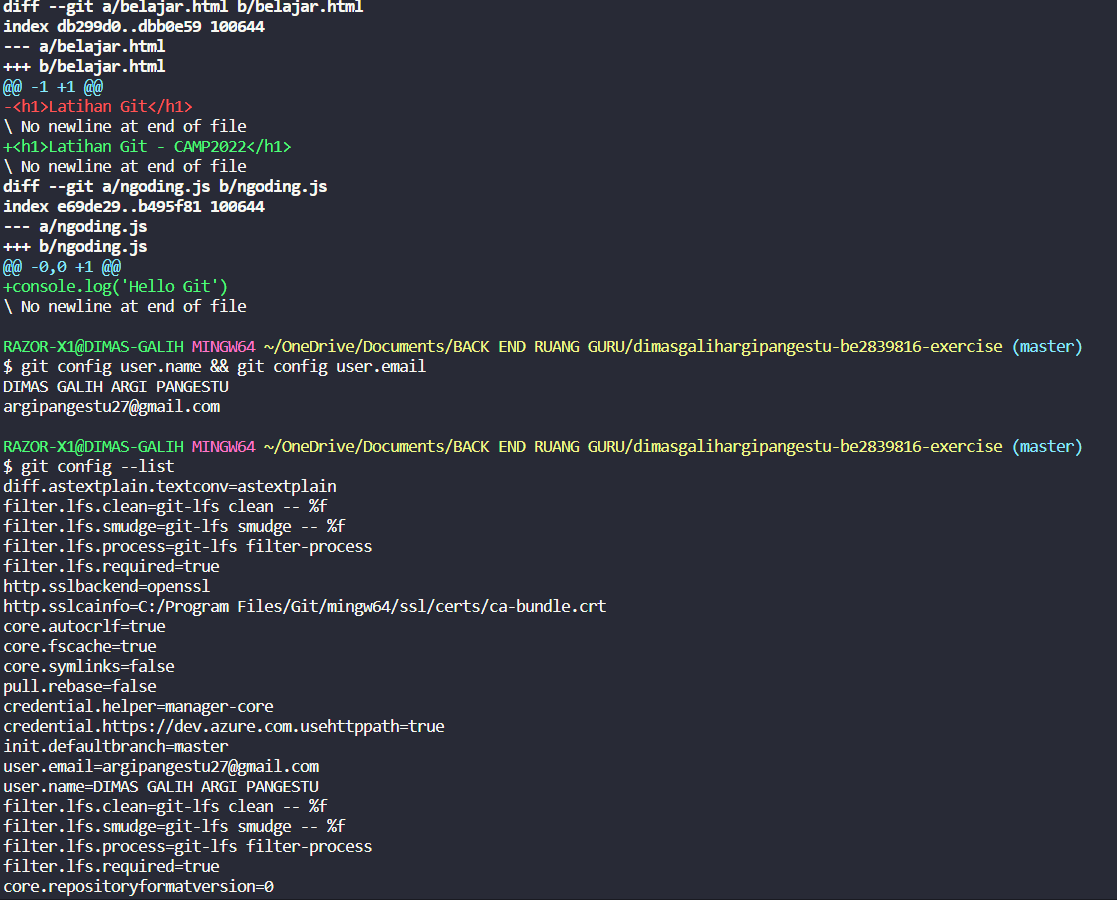 diff --git a/belajar.html b/belajar.html
index db299d0..dbb0e59 100644
--- a/belajar.html
+++ b/belajar.html
@@ -1 +1 @@
-<h1>Latihan Git</h1>
\ No newline at end of file
+<h1>Latihan Git - CAMP2022</h1>
\ No newline at end of file
diff --git a/ngoding.js b/ngoding.js
index e69de29..b495f81 100644
--- a/ngoding.js
+++ b/ngoding.js
@@ -0,0 +1 @@
+console.log('Hello Git')
\ No newline at end of file
RAZOR-X1@DIMAS-GALIH MINGW64 ~/OneDrive/Documents/BACK END RUANG GURU/dimasgalihargipangestu-be2839816-exercise (master)
$ git config user.name && git config user.email
DIMAS GALIH ARGI PANGESTU
argipangestu27@gmail.com
RAZOR-X1@DIMAS-GALIH MINGW64 ~/OneDrive/Documents/BACK END RUANG GURU/dimasgalihargipangestu-be2839816-exercise (master)
$ git config --list
diff.astextplain.textconv=astextplain
filter.lfs.clean=git-lfs clean -- %f
filter.lfs.smudge=git-lfs smudge -- %f
filter.lfs.process=git-lfs filter-process
filter.lfs.required=true
http.sslbackend=openssl
http.sslcainfo=C:/Program Files/Git/mingw64/ssl/certs/ca-bundle.crt
core.autocrlf=true
core.fscache=true
core.symlinks=false
pull.rebase=false
credential.helper=manager-core
credential.https://dev.azure.com.usehttppath=true
init.defaultbranch=master
user.email=argipangestu27@gmail.com
user.name=DIMAS GALIH ARGI PANGESTU
filter.lfs.clean=git-lfs clean -- %f
filter.lfs.smudge=git-lfs smudge -- %f
filter.lfs.process=git-lfs filter-process
filter.lfs.required=true
core.repositoryformatversion=0